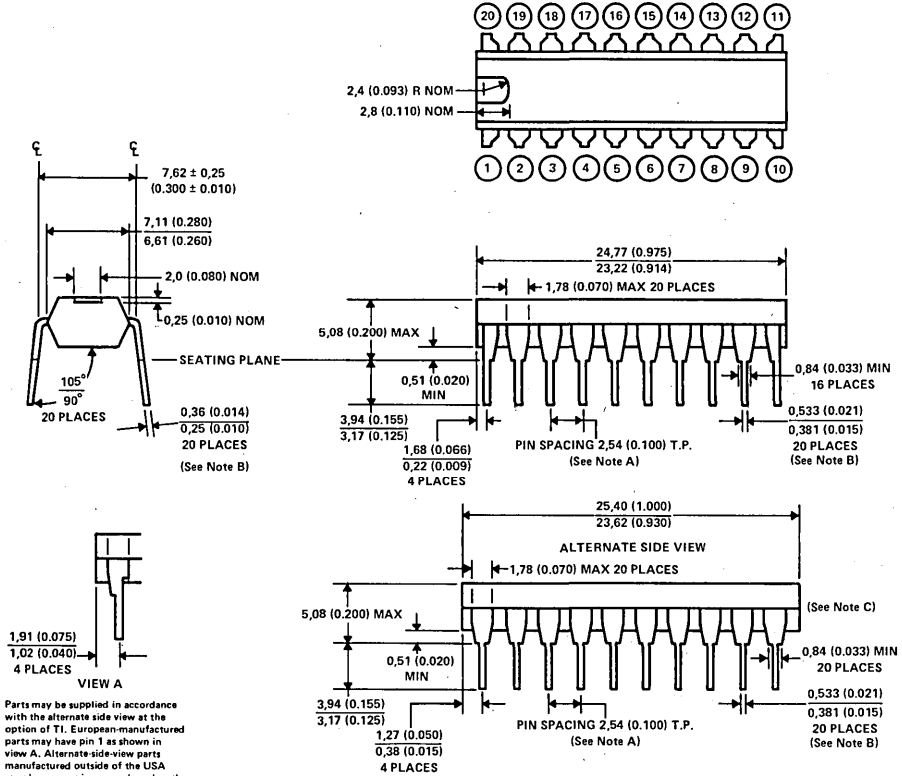 20 19 18 17 16 15 14 13 12 11
2,4 (0.093) R NOM
2,8 (0.110) NOM
1 2 3 4 5 6 7 8 9 10
℄ ℄
7,62 ± 0,25
(0.300 ± 0.010)
7,11 (0.280)
6,61 (0.260)
2,0 (0.080) NOM
0,25 (0.010) NOM
SEATING PLANE
105°
90°
20 PLACES
0,36 (0.014)
0,25 (0.010)
20 PLACES
(See Note B)
24,77 (0.975)
23,22 (0.914)
1,78 (0.070) MAX 20 PLACES
5,08 (0.200) MAX
0,51 (0.020)
MIN
3,94 (0.155)
3,17 (0.125)
1,68 (0.066)
0,22 (0.009)
4 PLACES
PIN SPACING 2,54 (0.100) T.P.
(See Note A)
0,84 (0.033) MIN
16 PLACES
0,533 (0.021)
0,381 (0.015)
20 PLACES
(See Note B)
25,40 (1.000)
23,62 (0.930)
ALTERNATE SIDE VIEW
1,78 (0.070) MAX 20 PLACES
5,08 (0.200) MAX
(See Note C)
0,51 (0.020)
MIN
0,84 (0.033) MIN
20 PLACES
3,94 (0.155)
3,17 (0.125)
1,27 (0.050)
0,38 (0.015)
4 PLACES
PIN SPACING 2,54 (0.100) T.P.
(See Note A)
0,533 (0.021)
0,381 (0.015)
20 PLACES
(See Note B)
1,91 (0.075)
1,02 (0.040)
4 PLACES
VIEW A
Parts may be supplied in accordance
with the alternate side view at the
option of TI. European-manufactured
parts may have pin 1 as shown in
view A. Alternate-side-view parts
manufactured outside of the USA